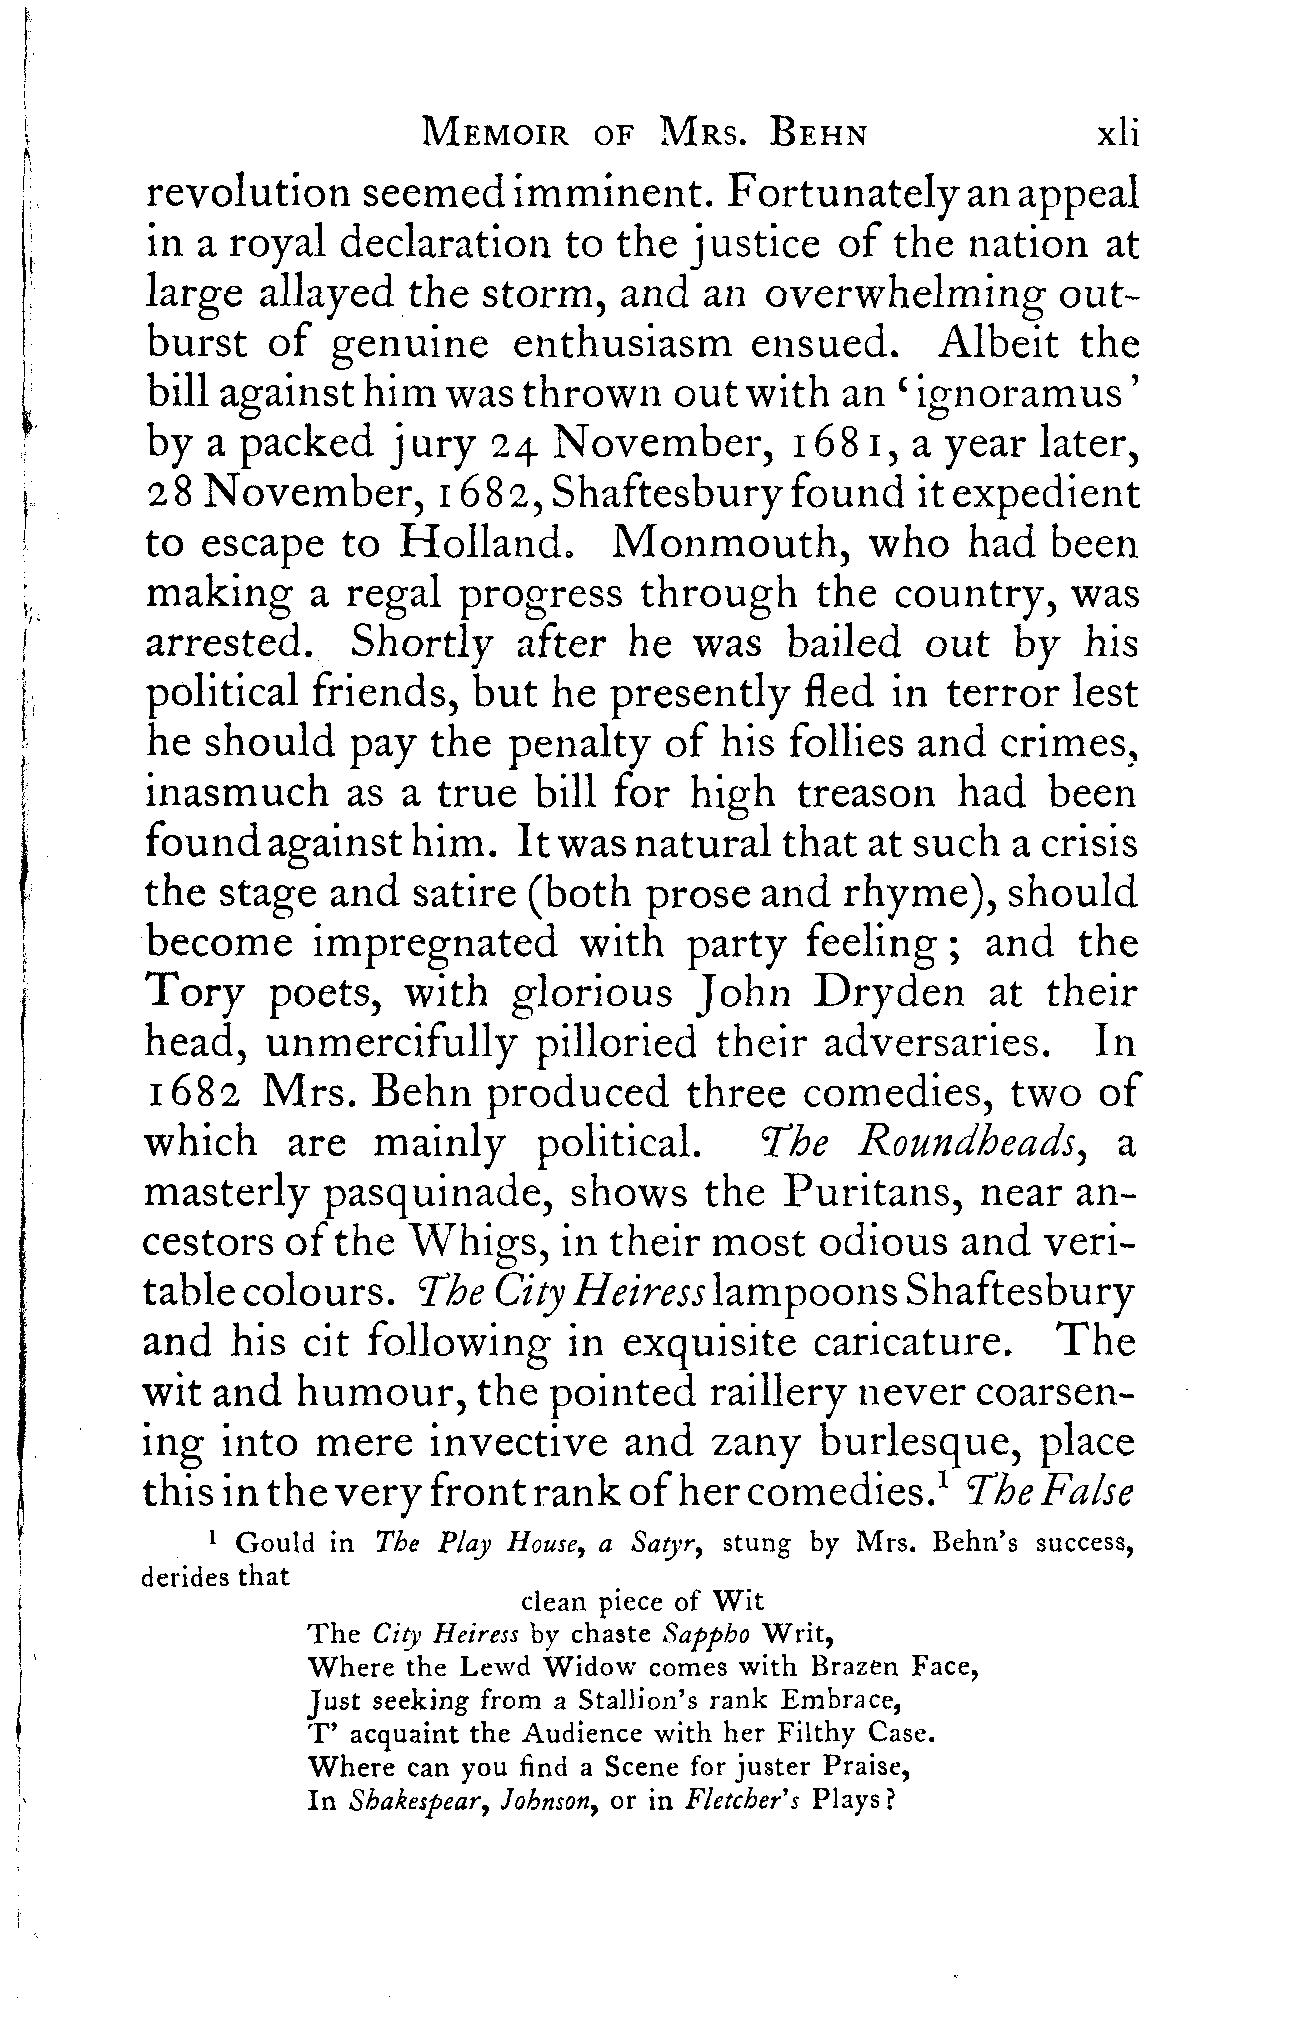 MEMOIR OF MRS. BEHN xli
revolution seemed imminent. Fortunately an appeal
in a royal declaration to the justice of the nation at
large allayed the storm, and an overwhelming out-
burst of genuine enthusiasm ensued. Albeit the
bill against him was thrown out with an ‘ignoramus’
by a packed jury 24 November, 1681, a year later,
28 November, 1682, Shaftesbury found it expedient
to escape to Holland. Monmouth, who had been
making a regal progress through the country, was
arrested. Shortly after he was bailed out by his
political friends, but he presently fled in terror lest
he should pay the penalty of his follies and crimes,
inasmuch as a true bill for high treason had been
found against him. It was natural that at such a crisis
the stage and satire (both prose and rhyme), should
become impregnated with party feeling; and the
Tory poets, with glorious John Dryden at their
head, unmercifully pilloried their adversaries. In
1682 Mrs. Behn produced three comedies, two of
which are mainly political. The Roundheads, a
masterly pasquinade, shows the Puritans, near an-
cestors of the Whigs, in their most odious and veri-
table colours. The City Heiress lampoons Shaftesbury
and his cit following in exquisite caricature. The
wit and humour, the pointed raillery never coarsen-
ing into mere invective and zany burlesque, place
this in the very front rank of her comedies.¹ The False
¹ Gould in The Play House, a Satyr, stung by Mrs. Behn's success,
derides that
clean piece of Wit
The City Heiress by chaste Sappho Writ,
Where the Lewd Widow comes with Brazen Face,
Just seeking from a Stallion's rank Embrace,
T' acquaint the Audience with her Filthy Case.
Where can you find a Scene for juster Praise,
In Shakespear, Johnson, or in Fletcher's Plays?